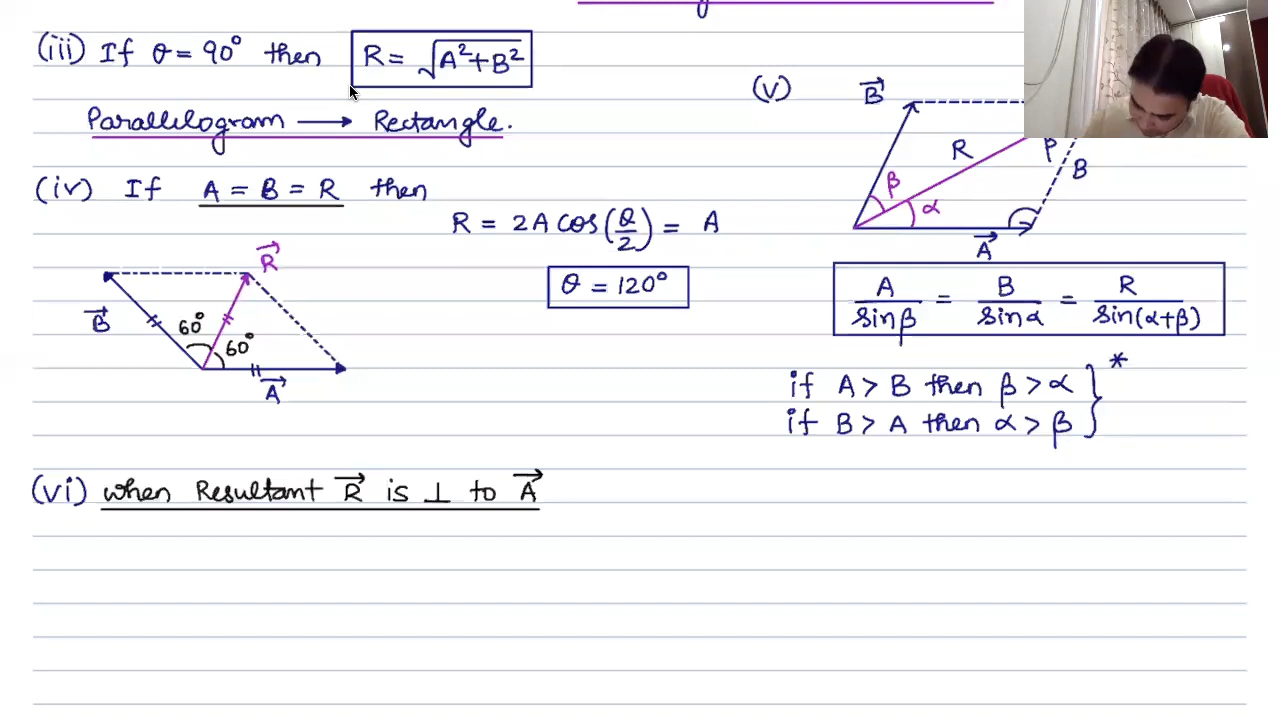 (iii) If θ = 90° then R = √A²+B²
Parallelogram ⟶ Rectangle.
(iv) If A = B = R then
R = 2A cos(θ/2) = A
θ = 120°
R⃗
B⃗
60°
60°
A⃗
(v)
B⃗
R
β
B
β
α
A⃗
A/sinβ = B/sinα = R/sin(α+β)
if A > B then β > α } *
if B > A then α > β
(vi) when Resultant R⃗ is ⊥ to A⃗